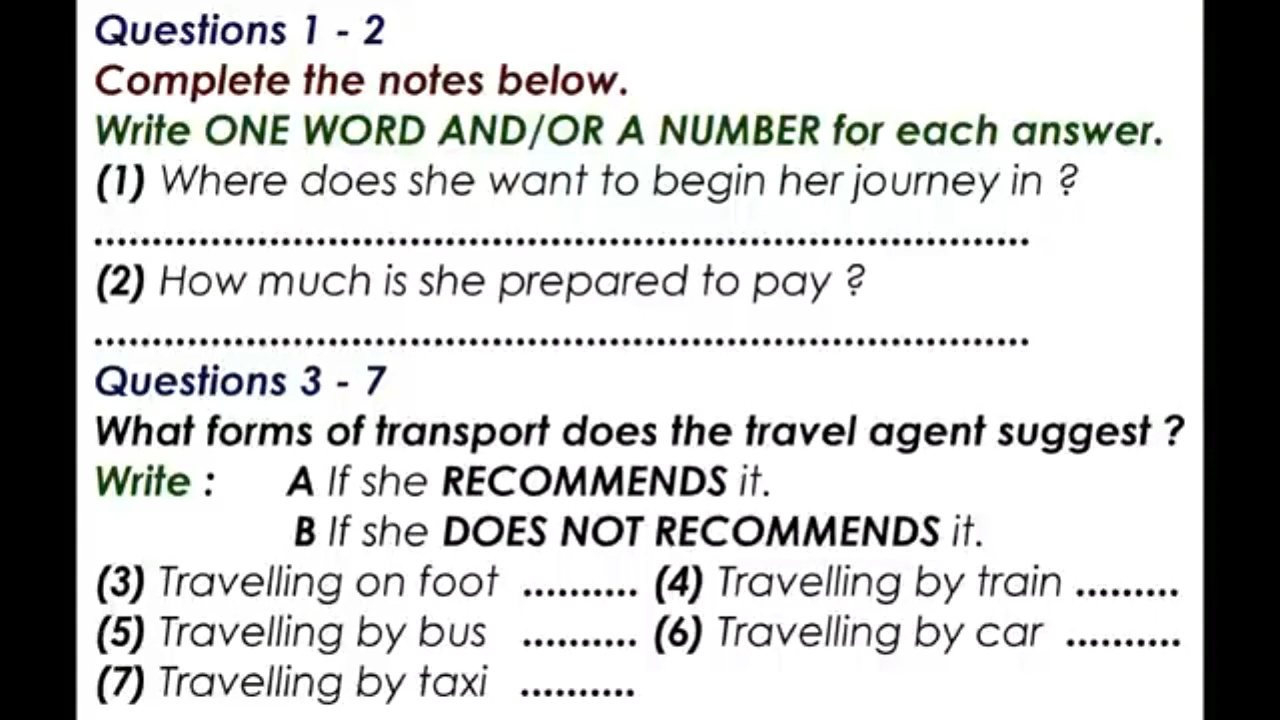 Questions 1 - 2
Complete the notes below.
Write ONE WORD AND/OR A NUMBER for each answer.
(1) Where does she want to begin her journey in ?
................................................................................
(2) How much is she prepared to pay ?
................................................................................
Questions 3 - 7
What forms of transport does the travel agent suggest ?
Write : A If she RECOMMENDS it.
B If she DOES NOT RECOMMENDS it.
(3) Travelling on foot .......... (4) Travelling by train .........
(5) Travelling by bus .......... (6) Travelling by car ..........
(7) Travelling by taxi ..........